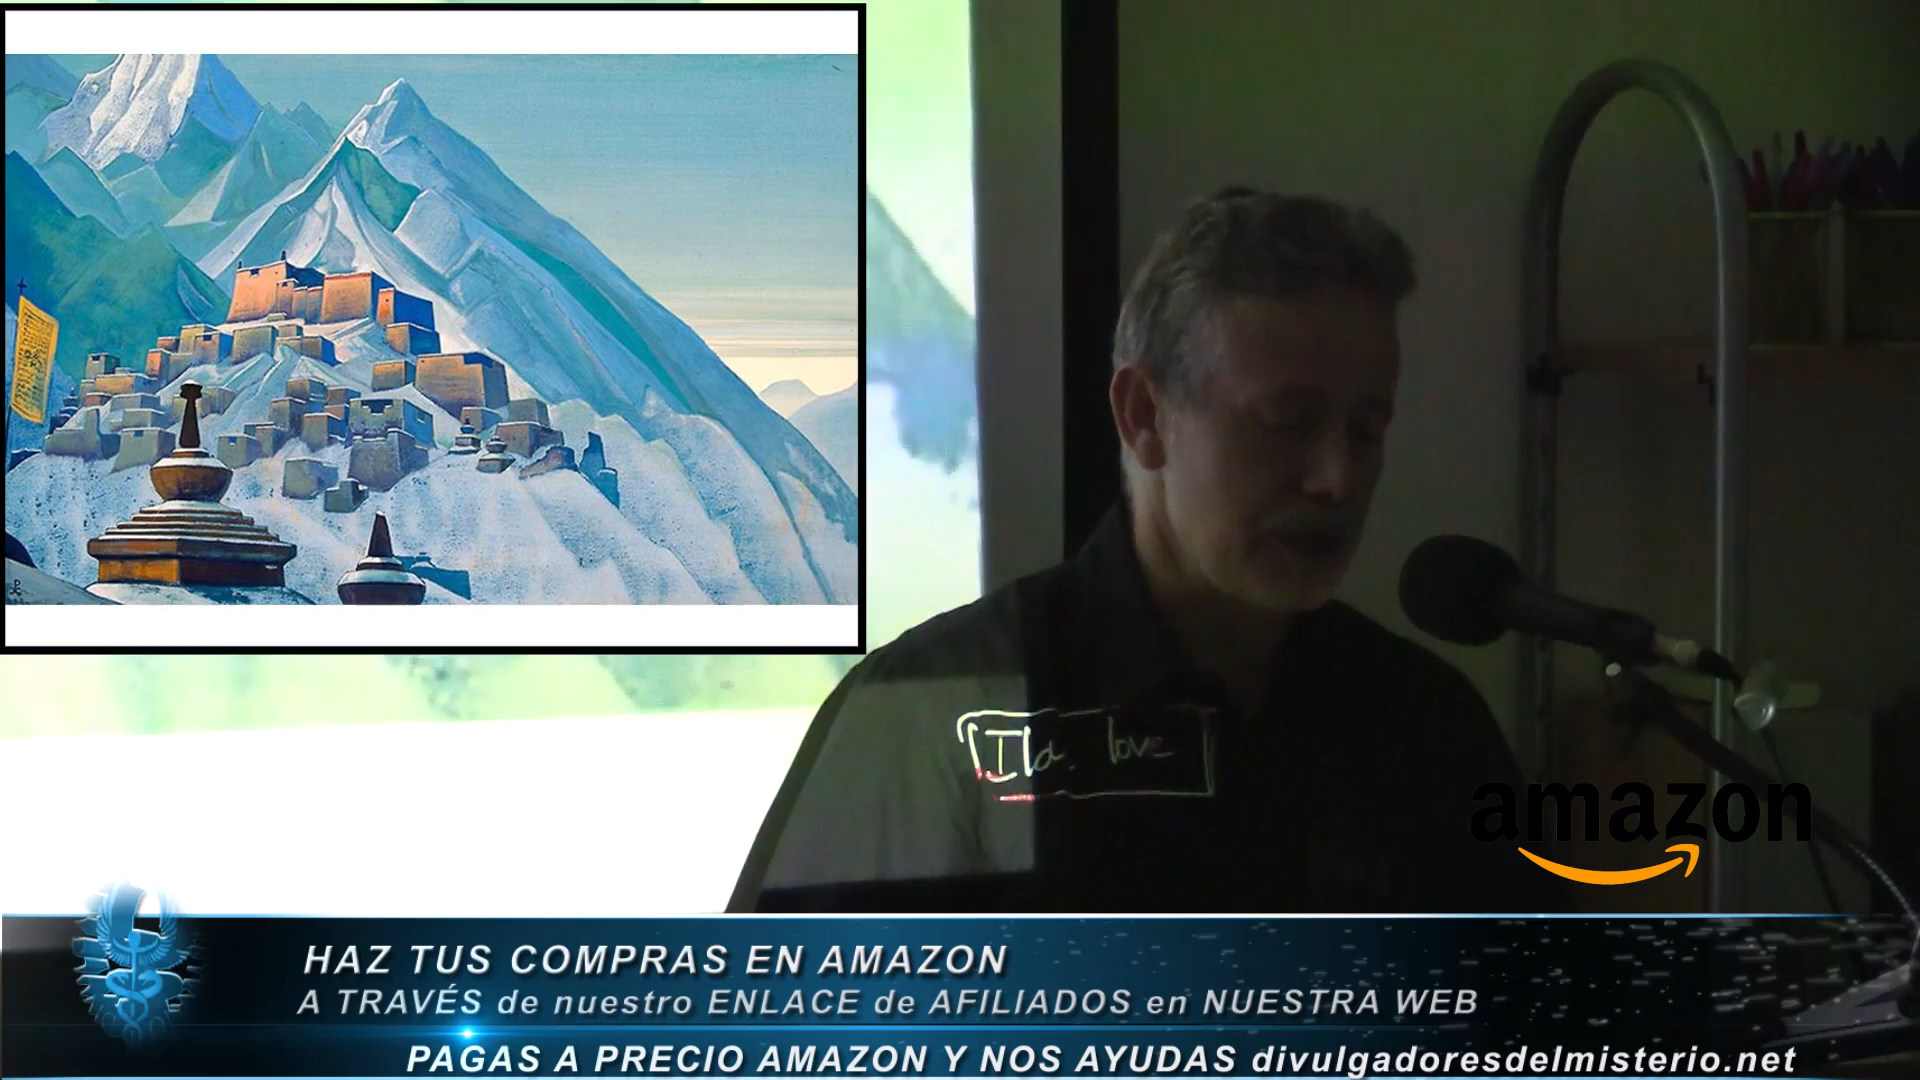 Ila love
amazon
HAZ TUS COMPRAS EN AMAZON
A TRAVÉS de nuestro ENLACE de AFILIADOS en NUESTRA WEB
PAGAS A PRECIO AMAZON Y NOS AYUDAS divulgadoresdelmisterio.net